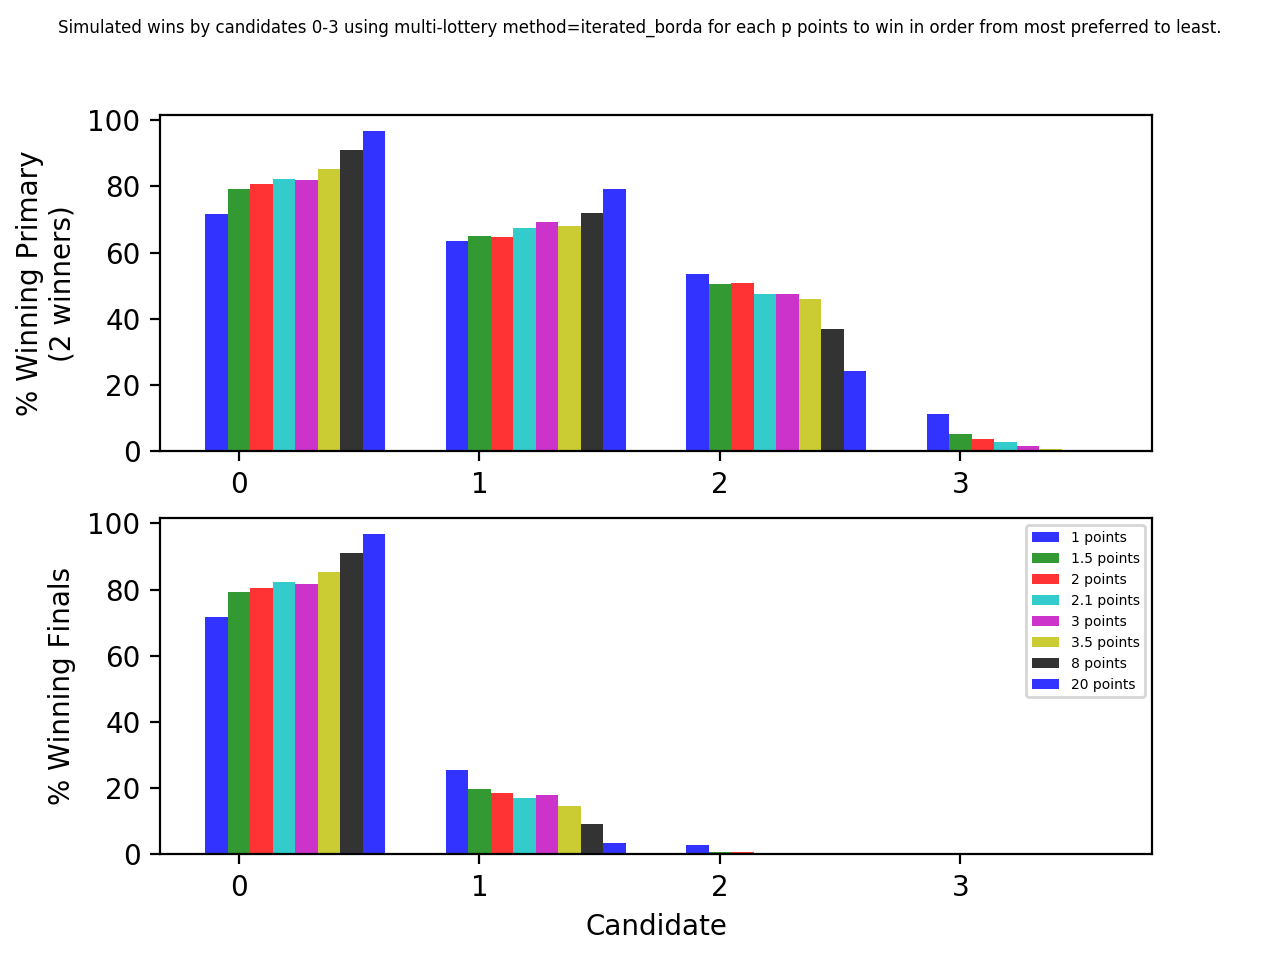 Simulated wins by candidates 0-3 using multi-lottery method=iterated_borda for each p points to win in order from most preferred to least.
% Winning Primary
(2 winners)
100
80
60
40
20
0
0 1 2 3
% Winning Finals
100
80
60
40
20
0
1 points
1.5 points
2 points
2.1 points
3 points
3.5 points
8 points
20 points
0 1 2 3
Candidate